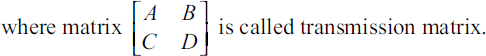 where matrix [A B
C D] is called transmission matrix.